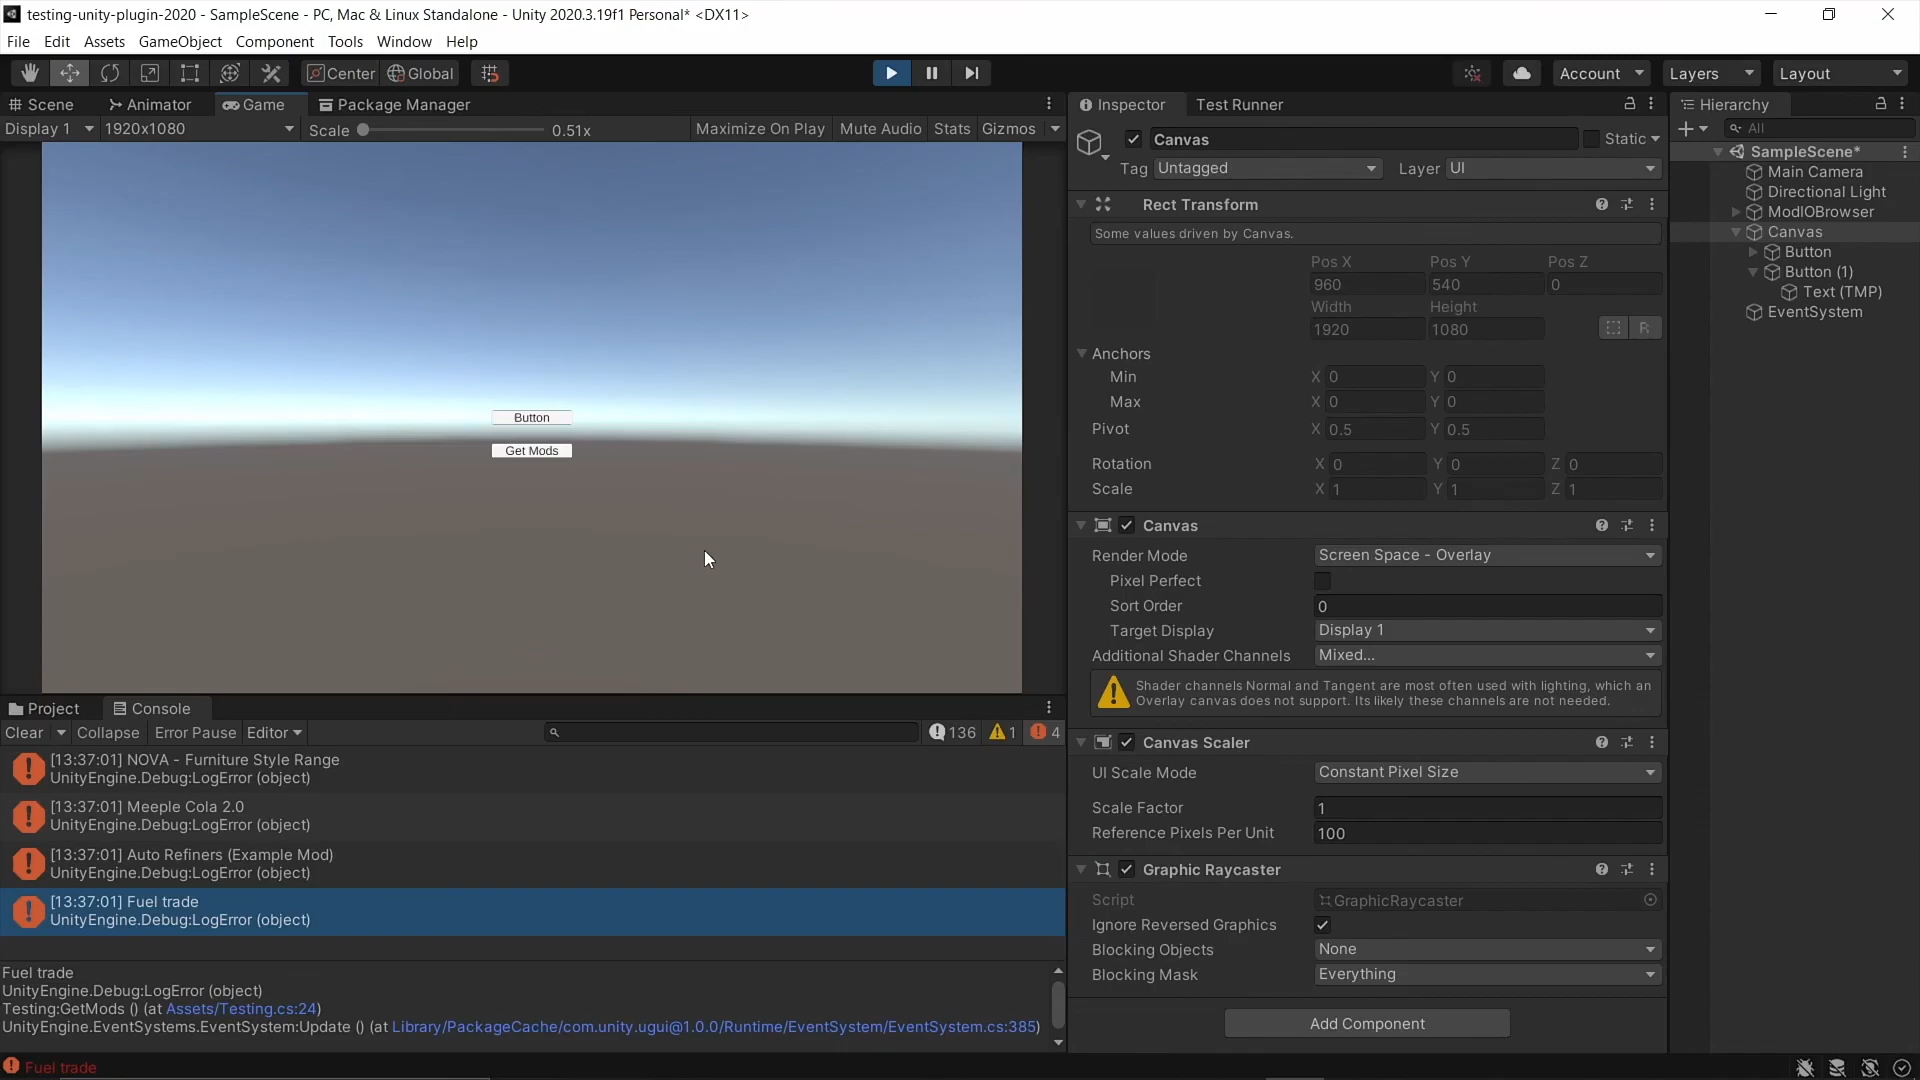 testing-unity-plugin-2020 - SampleScene - PC, Mac & Linux Standalone - Unity 2020.3.19f1 Personal* <DX11>
File Edit Assets GameObject Component Tools Window Help
Center Global Account Layers Layout
Scene Animator Game Package Manager
Display 1 1920x1080 Scale 0.51x Maximize On Play Mute Audio Stats Gizmos
Button
Get Mods
Project Console
Clear Collapse Error Pause Editor 136 1 4
[13:37:01] NOVA - Furniture Style Range
UnityEngine.Debug:LogError (object)
[13:37:01] Meeple Cola 2.0
UnityEngine.Debug:LogError (object)
[13:37:01] Auto Refiners (Example Mod)
UnityEngine.Debug:LogError (object)
[13:37:01] Fuel trade
UnityEngine.Debug:LogError (object)
Fuel trade
UnityEngine.Debug:LogError (object)
Testing:GetMods () (at Assets/Testing.cs:24)
UnityEngine.EventSystems.EventSystem:Update () (at Library/PackageCache/com.unity.ugui@1.0.0/Runtime/EventSystem/EventSystem.cs:385)
Fuel trade
Inspector Test Runner
Canvas Static
Tag Untagged Layer UI
Rect Transform
Some values driven by Canvas.
Pos X Pos Y Pos Z
960 540 0
Width Height
1920 1080 R
Anchors
Min X 0 Y 0
Max X 0 Y 0
Pivot X 0.5 Y 0.5
Rotation X 0 Y 0 Z 0
Scale X 1 Y 1 Z 1
Canvas
Render Mode Screen Space - Overlay
Pixel Perfect
Sort Order 0
Target Display Display 1
Additional Shader Channels Mixed...
Shader channels Normal and Tangent are most often used with lighting, which an
Overlay canvas does not support. Its likely these channels are not needed.
Canvas Scaler
UI Scale Mode Constant Pixel Size
Scale Factor 1
Reference Pixels Per Unit 100
Graphic Raycaster
Script GraphicRaycaster
Ignore Reversed Graphics
Blocking Objects None
Blocking Mask Everything
Add Component
Hierarchy
All
SampleScene*
Main Camera
Directional Light
ModIOBrowser
Canvas
Button
Button (1)
Text (TMP)
EventSystem